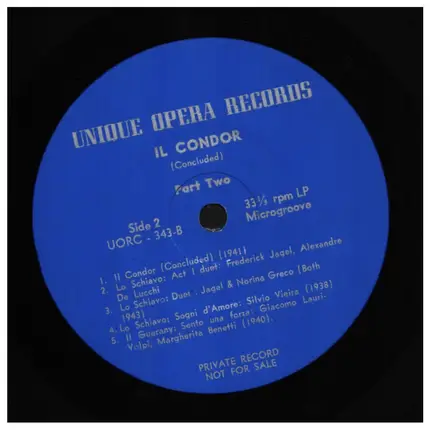 UNIQUE OPERA RECORDS
IL CONDOR
(Concluded)
Part Two
Side 2
UORC - 343-B
33⅓ rpm LP
Microgroove
1. Il Condor (Concluded) (1941)
2. Lo Schiavo: Act I duet: Frederick Jagel, Alexandre
De Lucchi
3. Lo Schiavo: Duet: Jagel & Norina Greco (Both
1943)
4. Lo Schiavo: Sogni d'Amore: Silvio Vieira (1938)
5. Il Guarany: Sento una forza: Giacomo Lauri-
Volpi, Margherita Benetti (1940).
PRIVATE RECORD
NOT FOR SALE